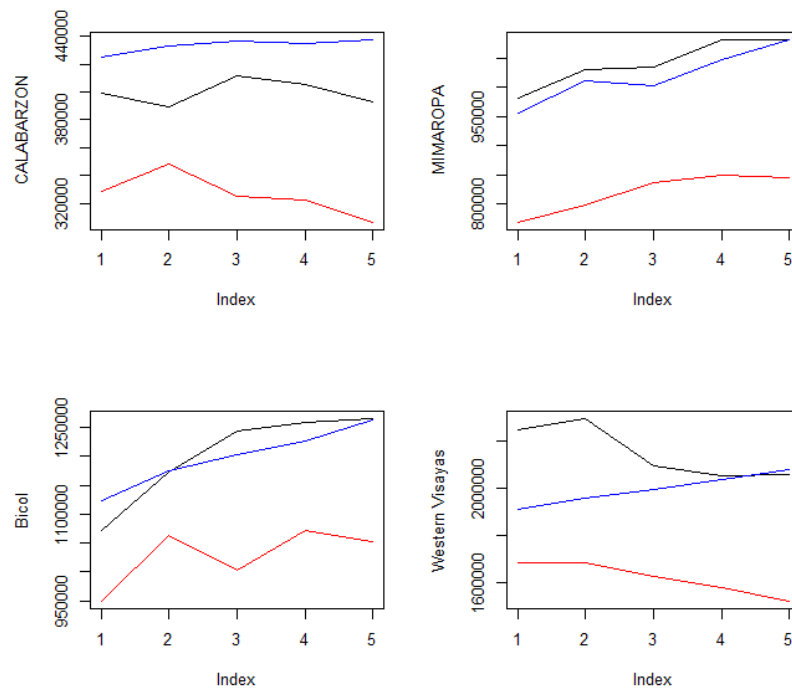 CALABARZON
440000
380000
320000
1 2 3 4 5
Index
MIMAROPA
950000
800000
1 2 3 4 5
Index
Bicol
1250000
1100000
950000
1 2 3 4 5
Index
Western Visayas
2000000
1600000
1 2 3 4 5
Index